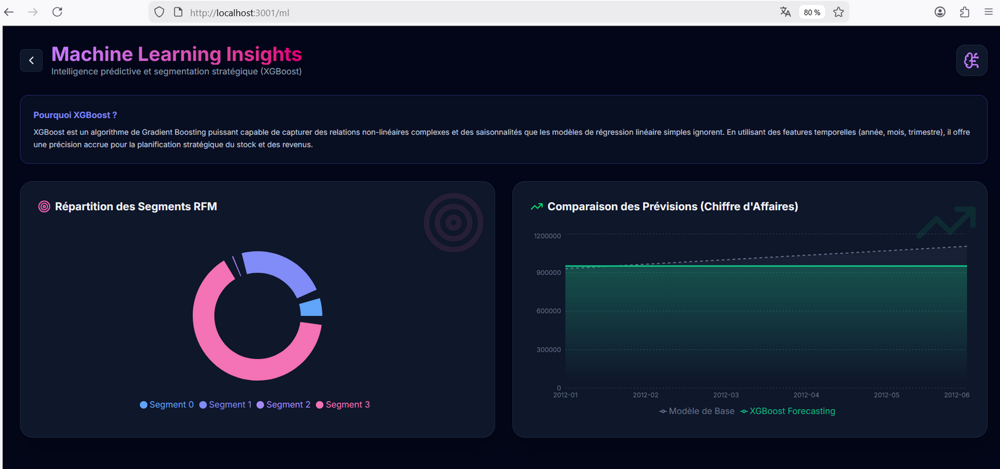 http://localhost:3001/ml
80 %
Machine Learning Insights
Intelligence prédictive et segmentation stratégique (XGBoost)
Pourquoi XGBoost ?
XGBoost est un algorithme de Gradient Boosting puissant capable de capturer des relations non-linéaires complexes et des saisonnalités que les modèles de régression linéaire simples ignorent. En utilisant des features temporelles (année, mois, trimestre), il offre
une précision accrue pour la planification stratégique du stock et des revenus.
Répartition des Segments RFM
Segment 0 Segment 1 Segment 2 Segment 3
Comparaison des Prévisions (Chiffre d'Affaires)
1200000
900000
600000
300000
0
2012-01 2012-02 2012-03 2012-04 2012-05 2012-06
Modèle de Base XGBoost Forecasting